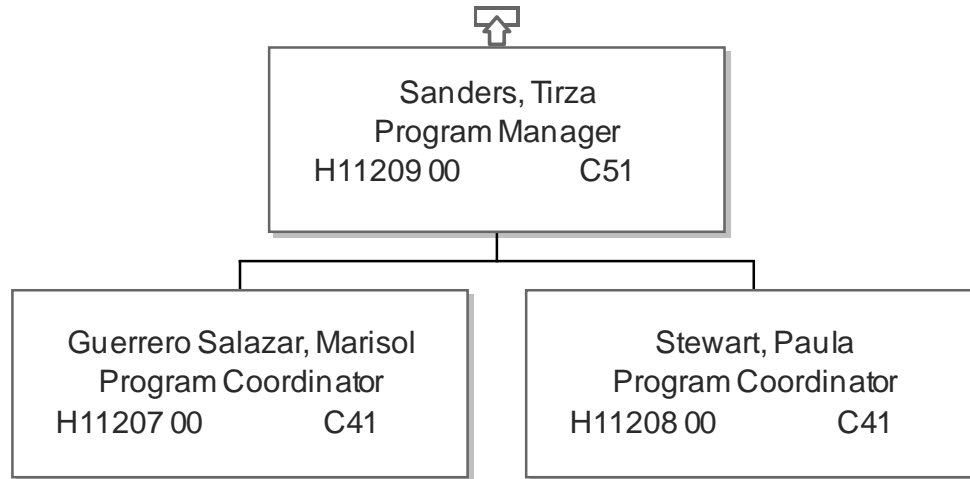 Sanders, Tirza
Program Manager
H11209 00 C51
Guerrero Salazar, Marisol
Program Coordinator
H11207 00 C41
Stewart, Paula
Program Coordinator
H11208 00 C41